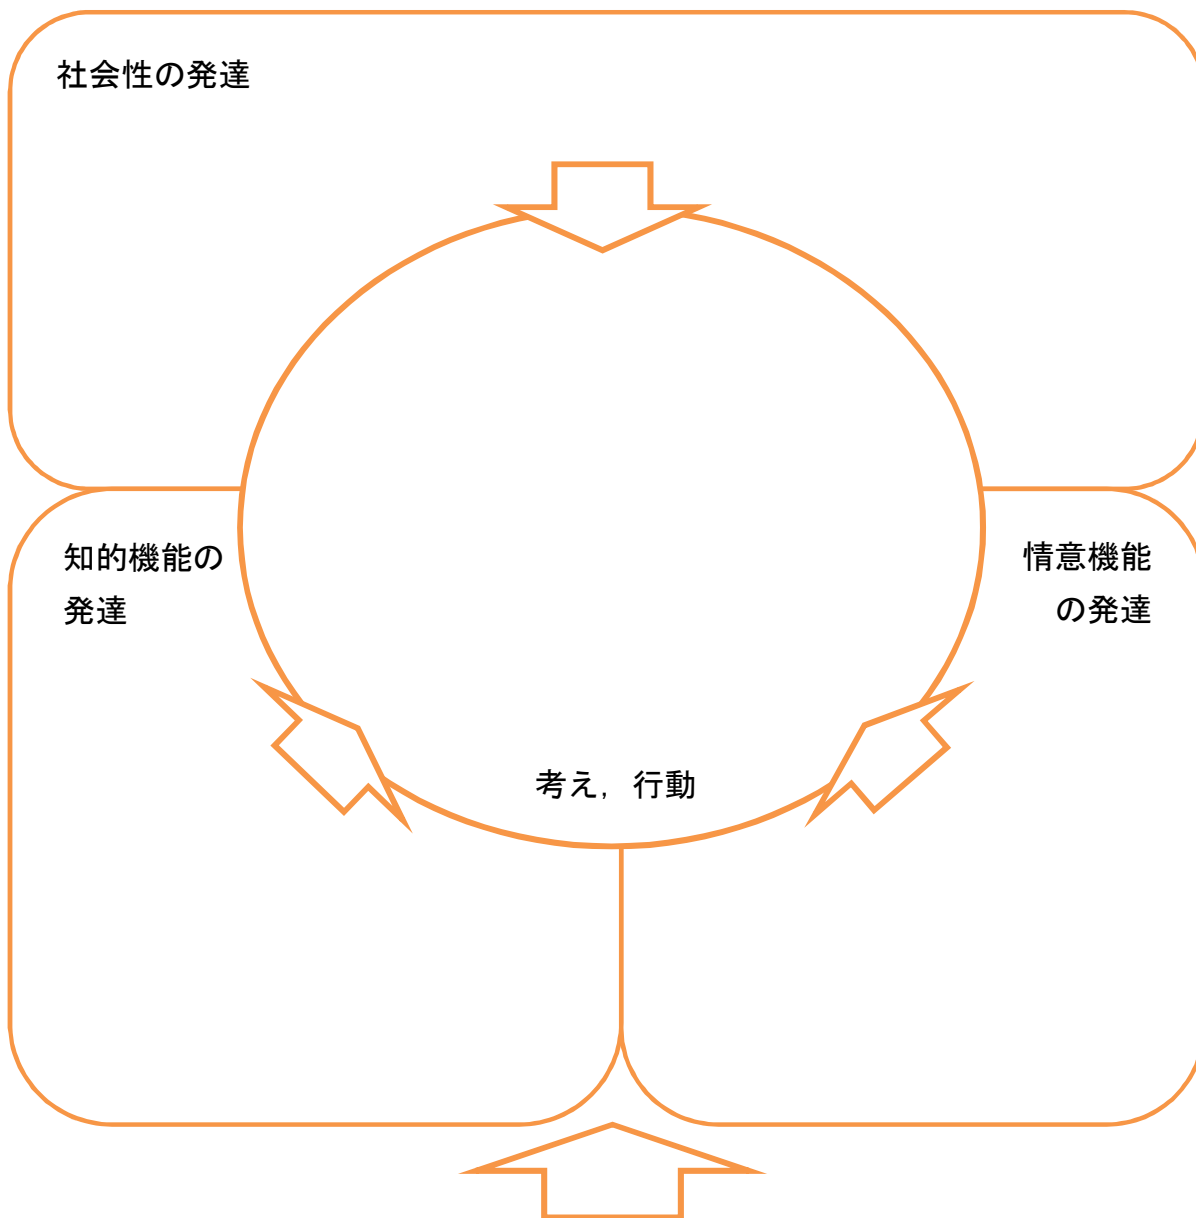 社会性の発達
知的機能の
発達
情意機能
の発達
考え，行動